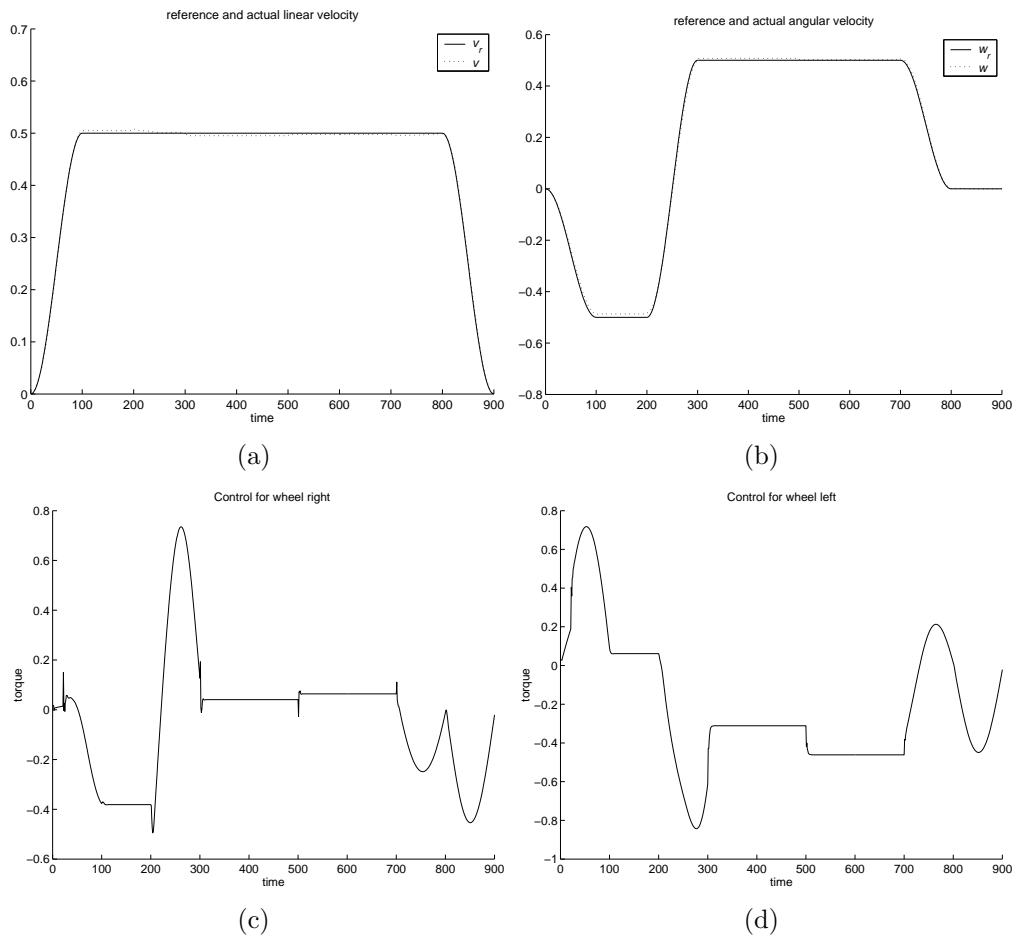 reference and actual linear velocity
0.7
0.6
0.5
0.4
0.3
0.2
0.1
0
0 100 200 300 400 500 600 700 800 900
time
v_r
v
(a)
reference and actual angular velocity
0.6
0.4
0.2
0
−0.2
−0.4
−0.6
−0.8
0 100 200 300 400 500 600 700 800 900
time
w_r
w
(b)
Control for wheel right
0.8
0.6
0.4
0.2
0
−0.2
−0.4
−0.6
torque
0 100 200 300 400 500 600 700 800 900
time
(c)
Control for wheel left
0.8
0.6
0.4
0.2
0
−0.2
−0.4
−0.6
−0.8
−1
torque
0 100 200 300 400 500 600 700 800 900
time
(d)